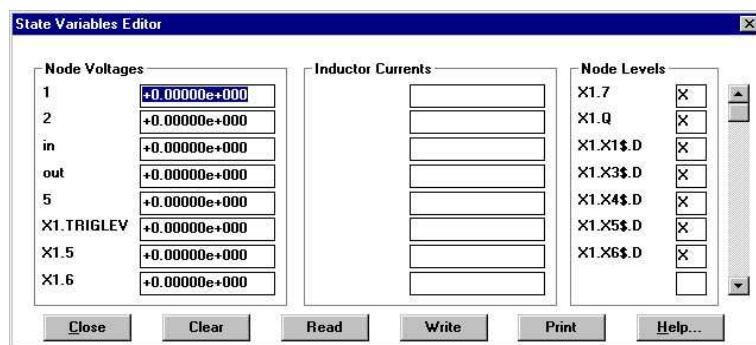 State Variables Editor
Node Voltages Inductor Currents Node Levels
1 +0.00000e+000 X1.7 X
2 +0.00000e+000 X1.Q X
in +0.00000e+000 X1.X1$.D X
out +0.00000e+000 X1.X3$.D X
5 +0.00000e+000 X1.X4$.D X
X1.TRIGLEV +0.00000e+000 X1.X5$.D X
X1.5 +0.00000e+000 X1.X6$.D X
X1.6 +0.00000e+000
Close Clear Read Write Print Help...